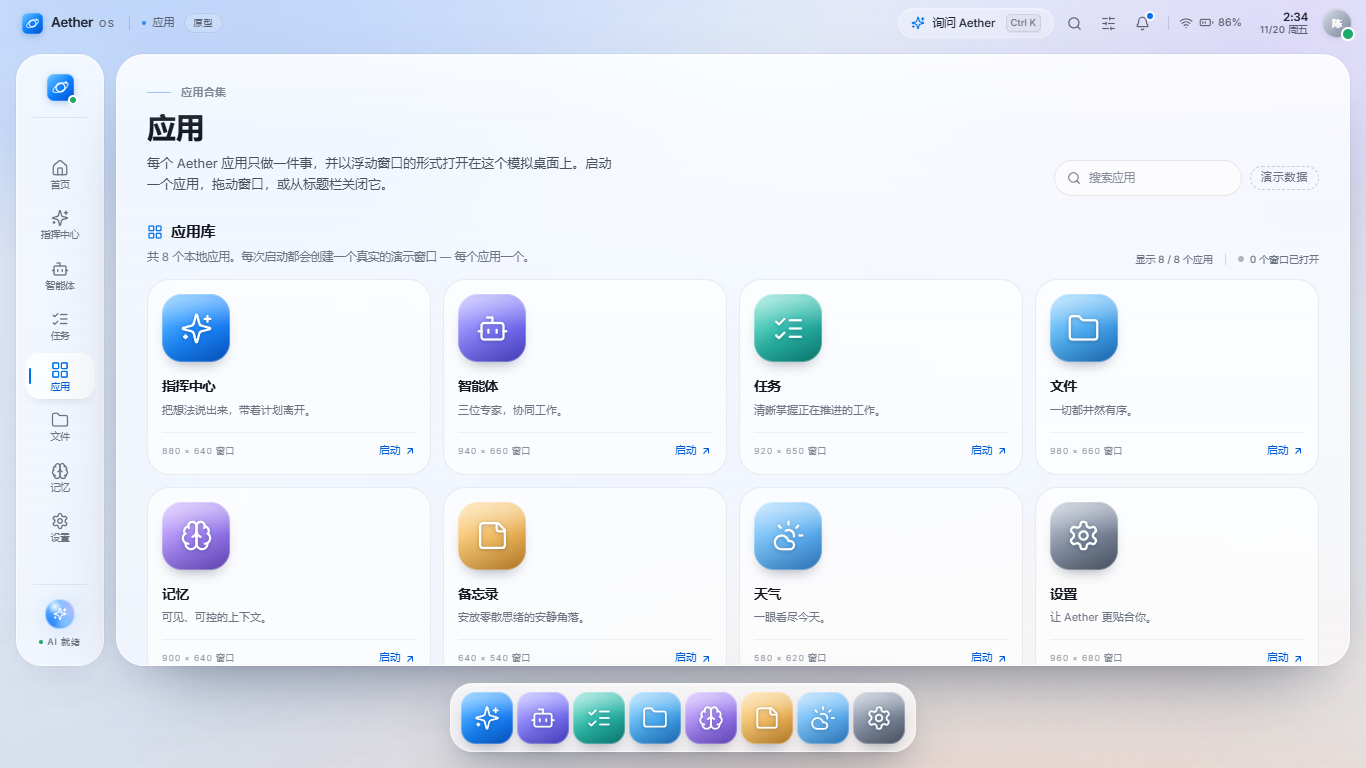 Aether OS
应用
原型
询问 Aether
Ctrl K
86%
2:34
11/20 周五
陈
首页
指挥中心
智能体
任务
应用
文件
记忆
设置
AI 就绪
应用合集
应用
每个 Aether 应用只做一件事，并以浮动窗口的形式打开在这个模拟桌面上。启动
一个应用，拖动窗口，或从标题栏关闭它。
搜索应用
演示数据
应用库
共 8 个本地应用。每次启动都会创建一个真实的演示窗口 — 每个应用一个。
显示 8 / 8 个应用
0 个窗口已打开
指挥中心
把想法说出来，带着计划离开。
880 × 640 窗口
启动
智能体
三位专家，协同工作。
940 × 660 窗口
启动
任务
清晰掌握正在推进的工作。
920 × 650 窗口
启动
文件
一切都井然有序。
980 × 660 窗口
启动
记忆
可见、可控的上下文。
900 × 640 窗口
启动
备忘录
安放零散思绪的安静角落。
640 × 540 窗口
启动
天气
一眼看尽今天。
580 × 620 窗口
启动
设置
让 Aether 更贴合你。
960 × 680 窗口
启动